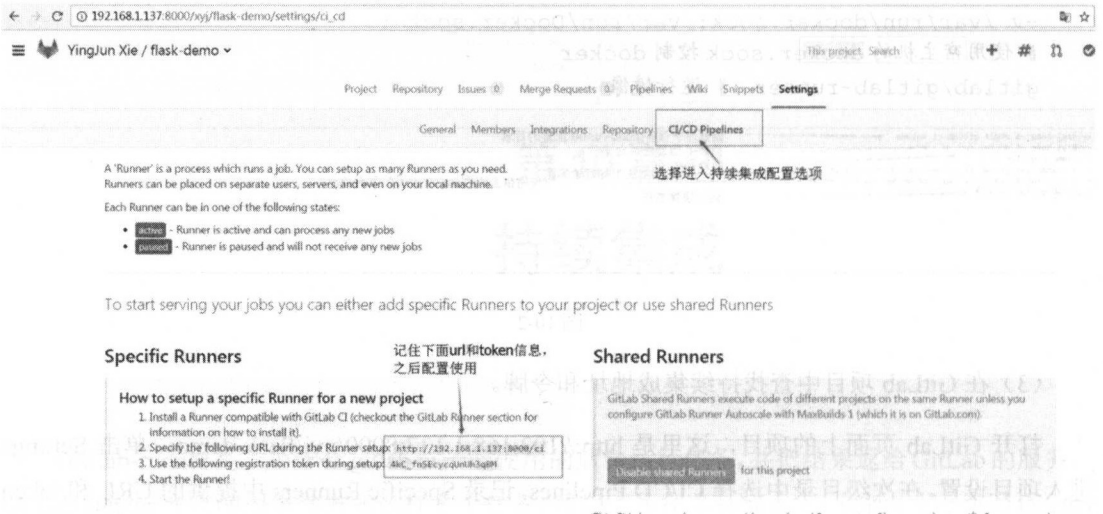 192.168.1.137:8000/xyj/flask-demo/settings/ci_cd
YingJun Xie / flask-demo
This project Search
Project Repository Issues 0 Merge Requests 0 Pipelines Wiki Snippets Settings
General Members Integrations Repository CI/CD Pipelines
选择进入持续集成配置选项
A 'Runner' is a process which runs a job. You can setup as many Runners as you need.
Runners can be placed on separate users, servers, and even on your local machine.
Each Runner can be in one of the following states:
active - Runner is active and can process any new jobs
paused - Runner is paused and will not receive any new jobs
To start serving your jobs you can either add specific Runners to your project or use shared Runners
Specific Runners
记住下面url和token信息,
之后配置使用
How to setup a specific Runner for a new project
1. Install a Runner compatible with GitLab CI (checkout the GitLab Runner section for
information on how to install it).
2. Specify the following URL during the Runner setup: http://192.168.1.137:8000/ci
3. Use the following registration token during setup:
4. Start the Runner!
Shared Runners
GitLab Shared Runners execute code of different projects on the same Runner unless you
configure GitLab Runner Autoscale with MaxBuilds 1 (which it is on GitLab.com).
Disable shared Runners for this project